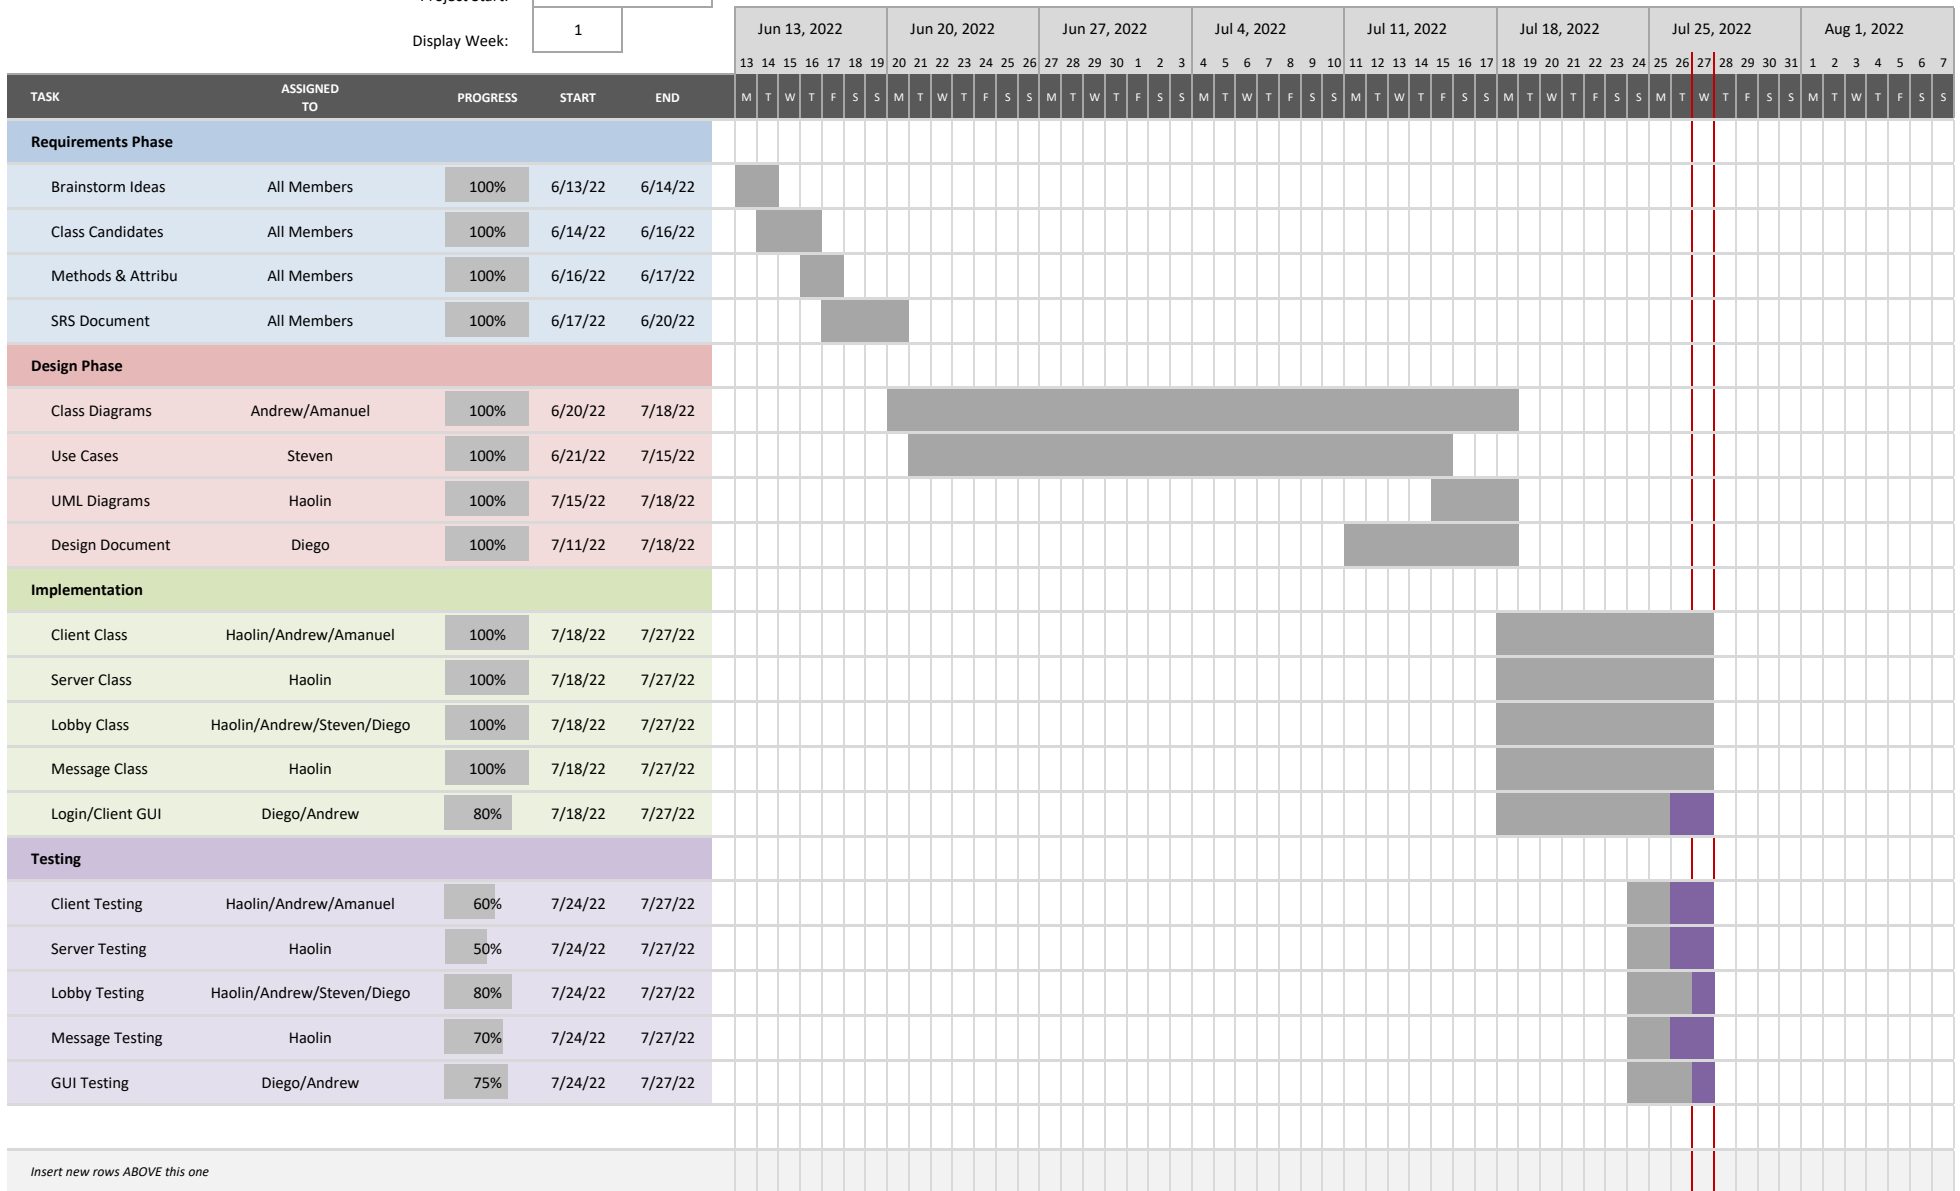 Project Start:
Display Week: 1
Jun 13, 2022 Jun 20, 2022 Jun 27, 2022 Jul 4, 2022 Jul 11, 2022 Jul 18, 2022 Jul 25, 2022 Aug 1, 2022
13 14 15 16 17 18 19 20 21 22 23 24 25 26 27 28 29 30 1 2 3 4 5 6 7 8 9 10 11 12 13 14 15 16 17 18 19 20 21 22 23 24 25 26 27 28 29 30 31 1 2 3 4 5 6 7
TASK ASSIGNED TO PROGRESS START END M T W T F S S M T W T F S S M T W T F S S M T W T F S S M T W T F S S M T W T F S S M T W T F S S M T W T F S S
Requirements Phase
Brainstorm Ideas All Members 100% 6/13/22 6/14/22
Class Candidates All Members 100% 6/14/22 6/16/22
Methods & Attribu All Members 100% 6/16/22 6/17/22
SRS Document All Members 100% 6/17/22 6/20/22
Design Phase
Class Diagrams Andrew/Amanuel 100% 6/20/22 7/18/22
Use Cases Steven 100% 6/21/22 7/15/22
UML Diagrams Haolin 100% 7/15/22 7/18/22
Design Document Diego 100% 7/11/22 7/18/22
Implementation
Client Class Haolin/Andrew/Amanuel 100% 7/18/22 7/27/22
Server Class Haolin 100% 7/18/22 7/27/22
Lobby Class Haolin/Andrew/Steven/Diego 100% 7/18/22 7/27/22
Message Class Haolin 100% 7/18/22 7/27/22
Login/Client GUI Diego/Andrew 80% 7/18/22 7/27/22
Testing
Client Testing Haolin/Andrew/Amanuel 60% 7/24/22 7/27/22
Server Testing Haolin 50% 7/24/22 7/27/22
Lobby Testing Haolin/Andrew/Steven/Diego 80% 7/24/22 7/27/22
Message Testing Haolin 70% 7/24/22 7/27/22
GUI Testing Diego/Andrew 75% 7/24/22 7/27/22
Insert new rows ABOVE this one